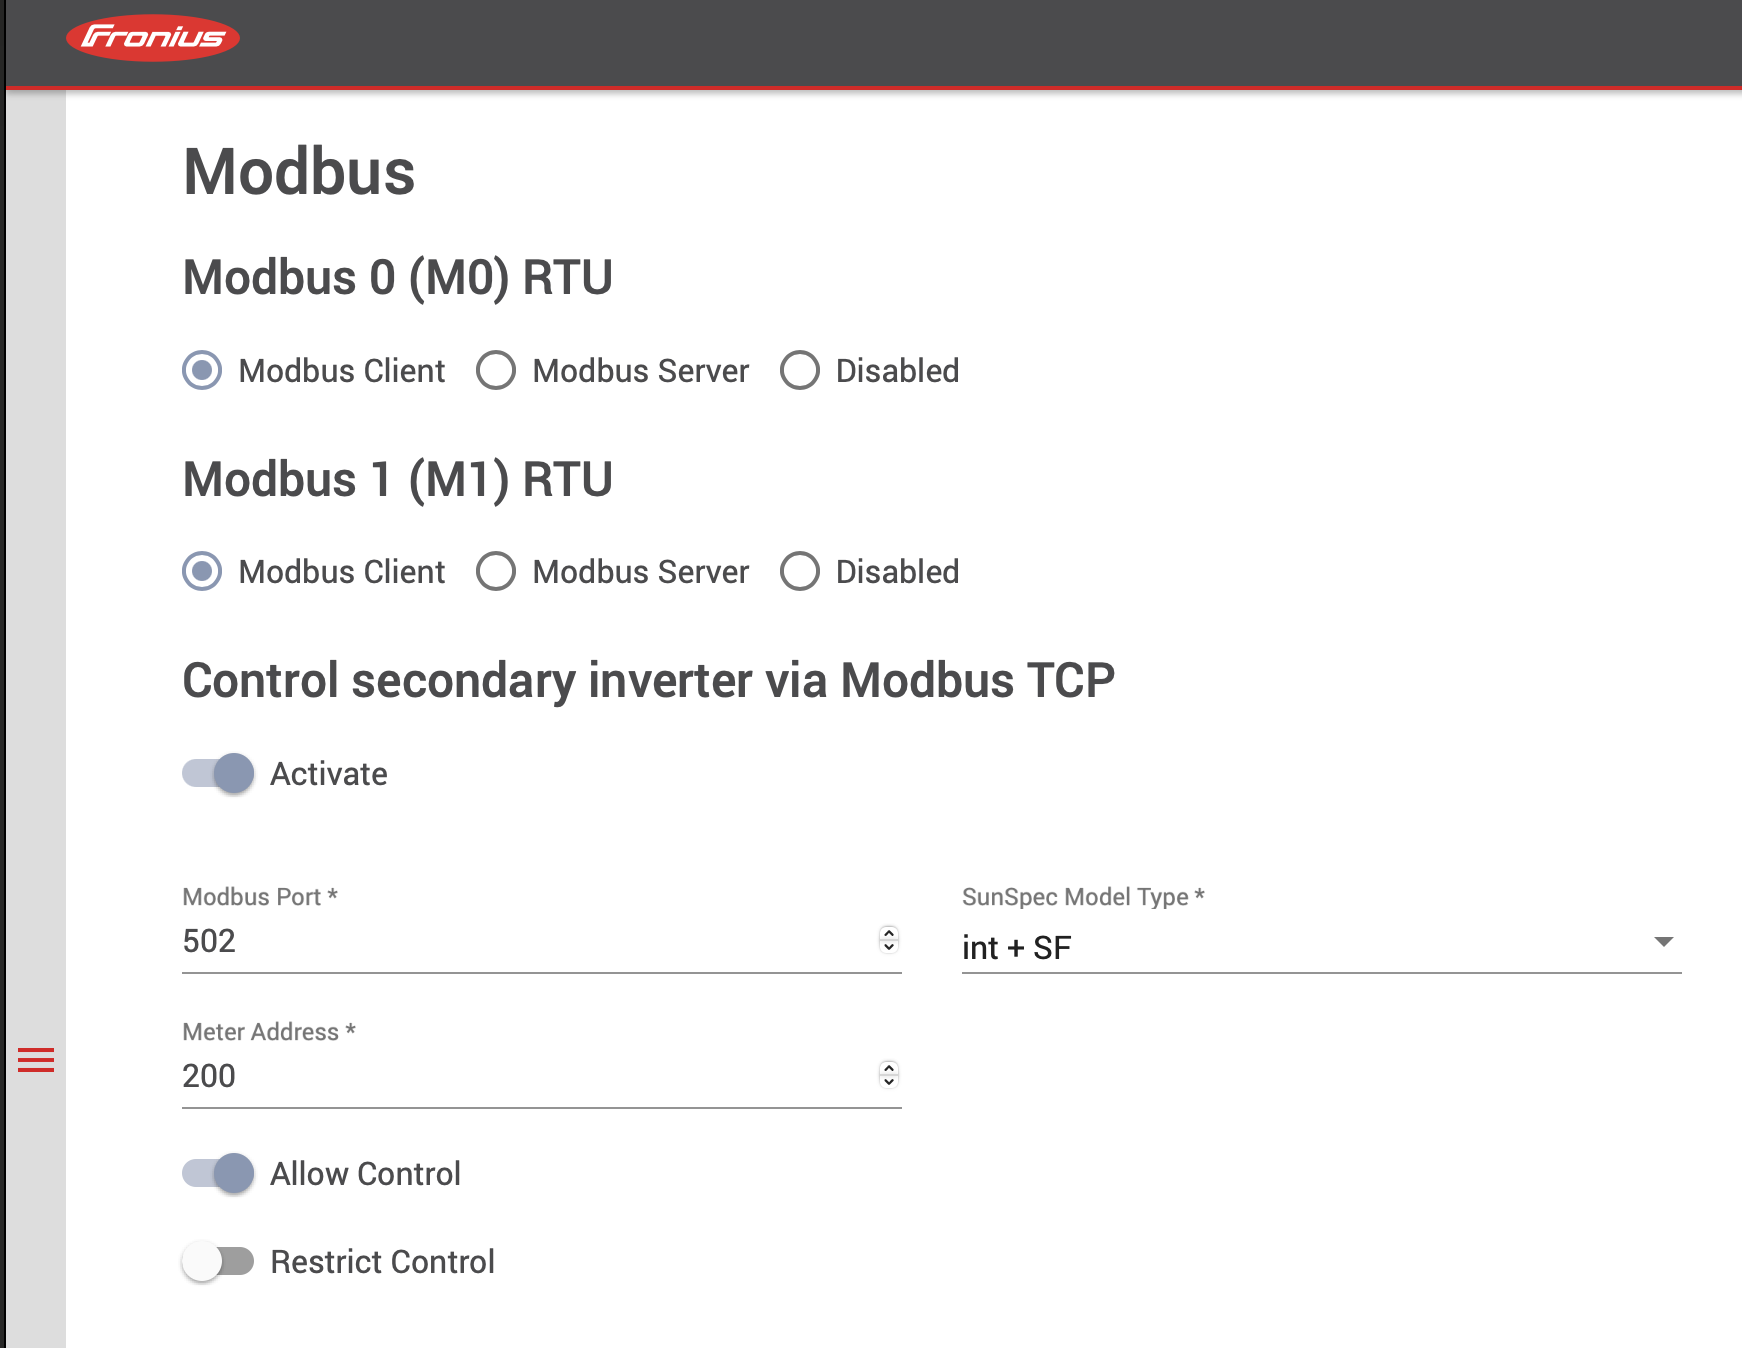 Fronius
Modbus
Modbus 0 (M0) RTU
Modbus Client Modbus Server Disabled
Modbus 1 (M1) RTU
Modbus Client Modbus Server Disabled
Control secondary inverter via Modbus TCP
Activate
Modbus Port * SunSpec Model Type *
502 int + SF
Meter Address *
200
Allow Control
Restrict Control